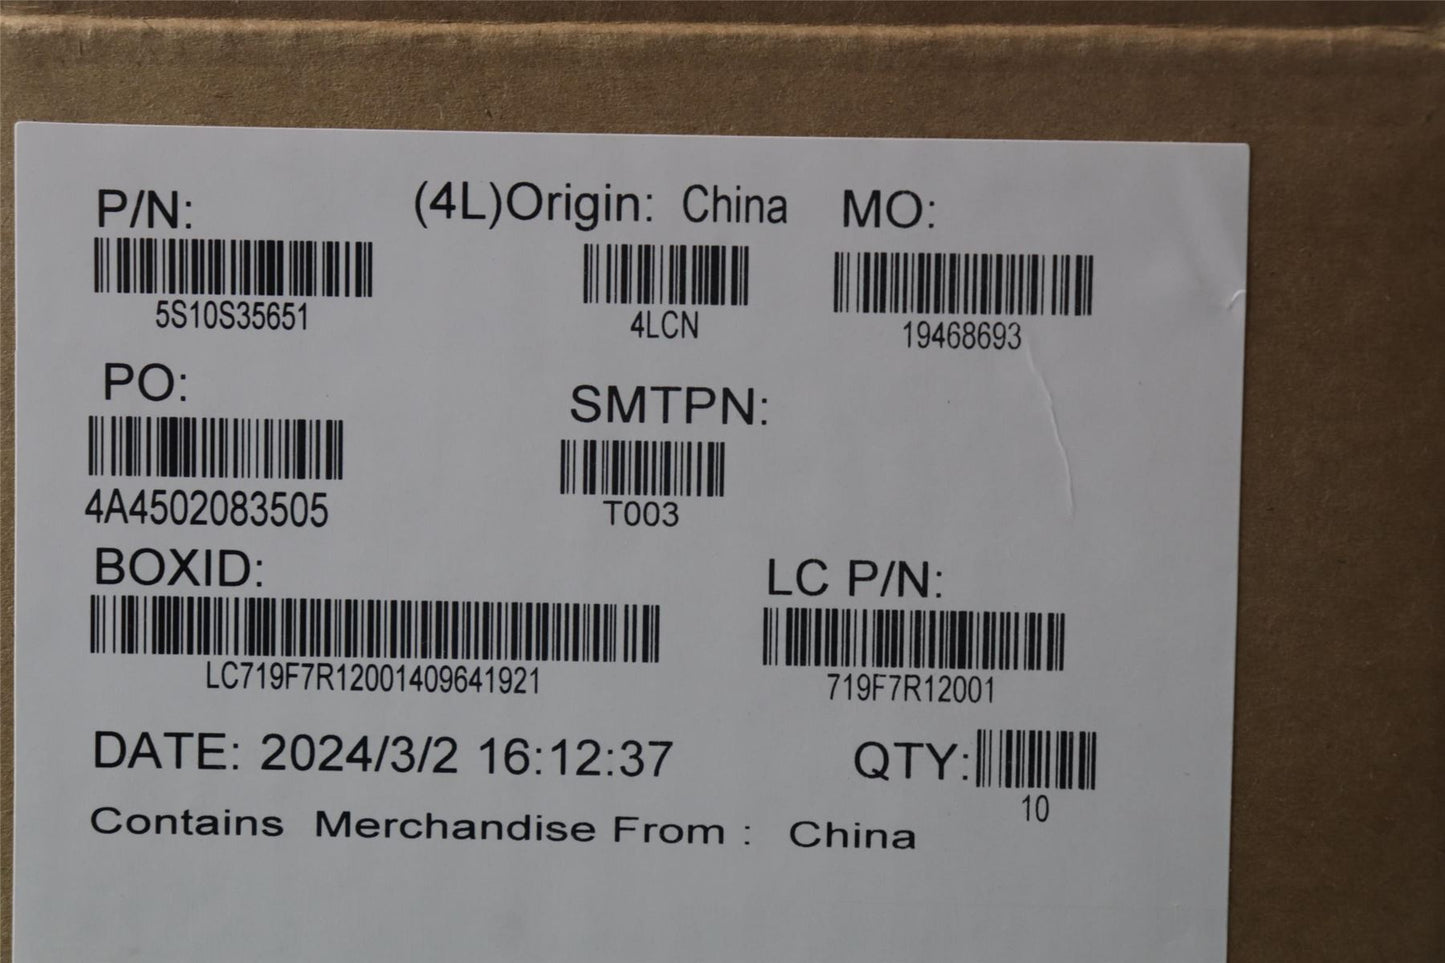 P/N: (4L)Origin: China MO:
5S10S35651 4LCN 19468693
PO: SMTPN:
4A4502083505 T003
BOXID: LC P/N:
LC719F7R12001409641921 719F7R12001
DATE: 2024/3/2 16:12:37 QTY:
10
Contains Merchandise From : China